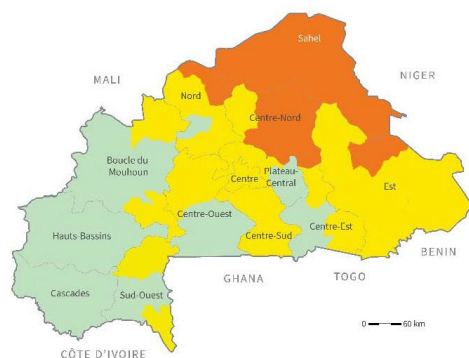 Sahel
MALI
NIGER
Nord
Centre-Nord
Boucle du
Mouhoun
Plateau-
Central
Centre
Est
Centre-Ouest
Hauts-Bassins
Centre-Sud
Centre-Est
BENIN
GHANA
TOGO
Cascades
Sud-Ouest
0 60 km
CÔTE D'IVOIRE